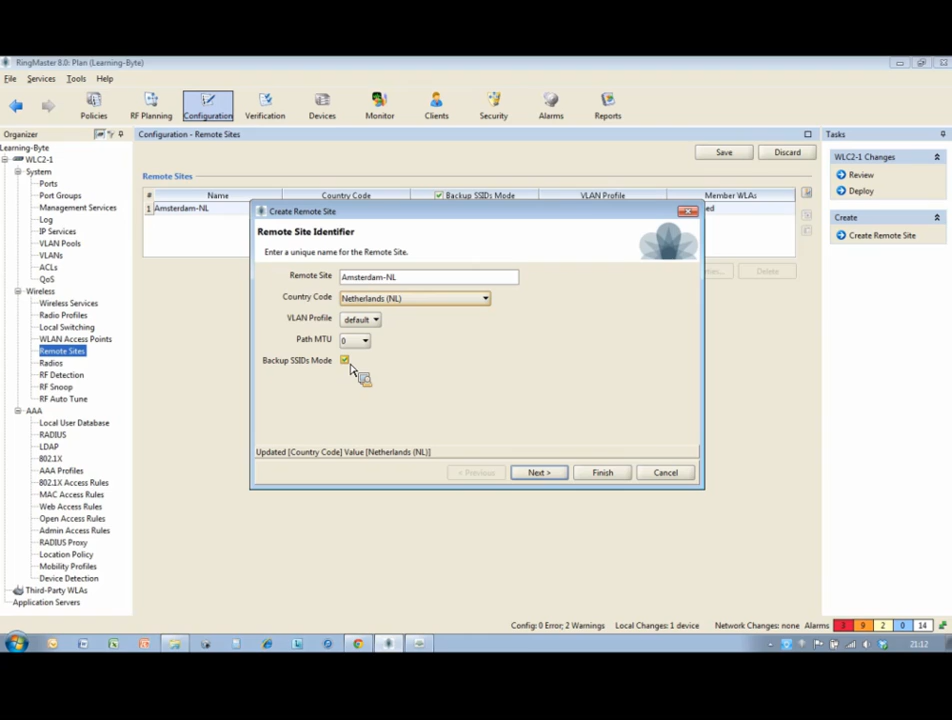 RingMaster 8.0: Plan (Learning-Byte)
File Services Tools Help
Policies RF Planning Configuration Verification Devices Monitor Clients Security Alarms Reports
Organizer
Learning-Byte
WLC2-1
System
Ports
Port Groups
Management Services
Log
IP Services
VLAN Pools
VLANs
ACLs
QoS
Wireless
Wireless Services
Radio Profiles
Local Switching
WLAN Access Points
Remote Sites
Radios
RF Detection
RF Snoop
RF Auto Tune
AAA
Local User Database
RADIUS
LDAP
802.1X
AAA Profiles
802.1X Access Rules
MAC Access Rules
Web Access Rules
Open Access Rules
Admin Access Rules
RADIUS Proxy
Location Policy
Mobility Profiles
Device Detection
Third-Party WLAs
Application Servers
Configuration - Remote Sites
Save Discard
Remote Sites
# Name Country Code Backup SSIDs Mode VLAN Profile Member WLAs
1 Amsterdam-NL
Delete
Create Remote Site
Remote Site Identifier
Enter a unique name for the Remote Site.
Remote Site Amsterdam-NL
Country Code Netherlands (NL)
VLAN Profile default
Path MTU 0
Backup SSIDs Mode
Updated [Country Code] Value [Netherlands (NL)]
< Previous Next > Finish Cancel
Tasks
WLC2-1 Changes
Review
Deploy
Create
Create Remote Site
Config: 0 Error; 2 Warnings Local Changes: 1 device Network Changes: none Alarms 3 9 2 0 14
21:12